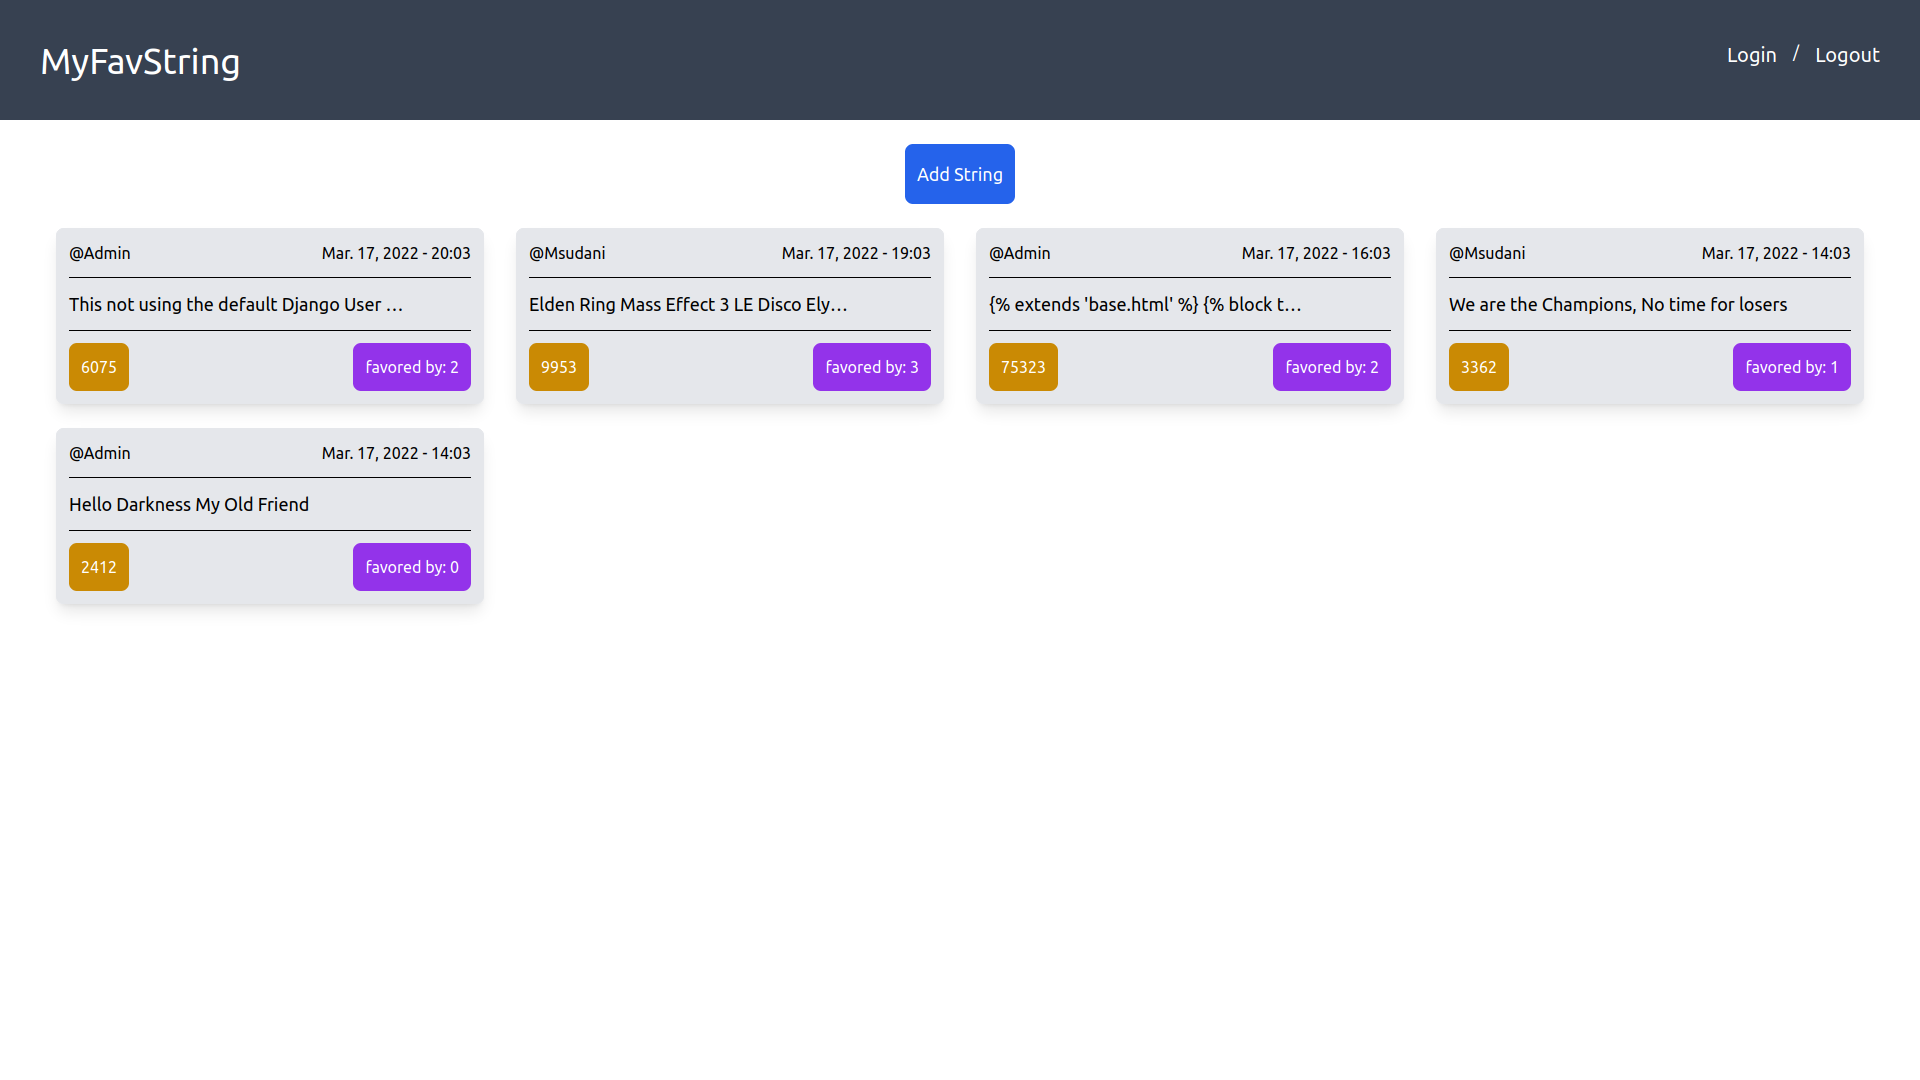 MyFavString
Login / Logout
Add String
@Admin Mar. 17, 2022 - 20:03
This not using the default Django User …
6075 favored by: 2
@Msudani Mar. 17, 2022 - 19:03
Elden Ring Mass Effect 3 LE Disco Ely…
9953 favored by: 3
@Admin Mar. 17, 2022 - 16:03
{% extends 'base.html' %} {% block t…
75323 favored by: 2
@Msudani Mar. 17, 2022 - 14:03
We are the Champions, No time for losers
3362 favored by: 1
@Admin Mar. 17, 2022 - 14:03
Hello Darkness My Old Friend
2412 favored by: 0